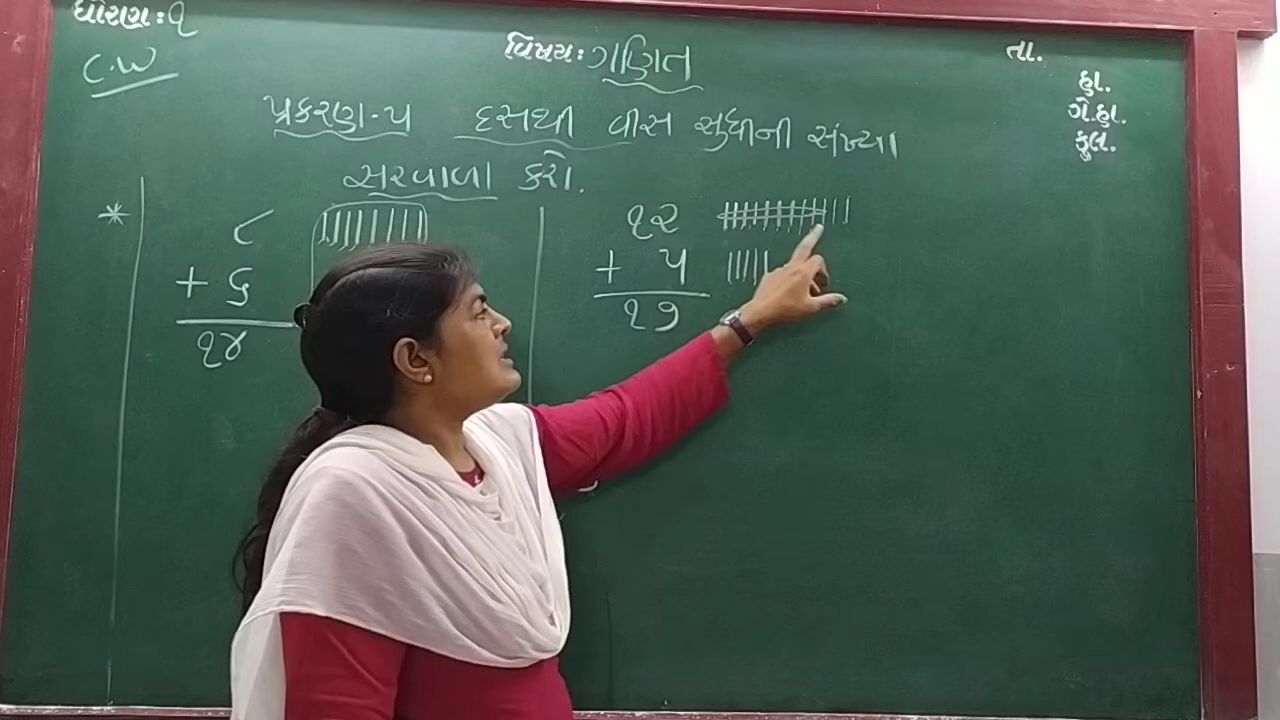 ધોરણ: ૧
C.W
વિષય: ગણિત
તા.
હા.
ગે.હા.
કુલ.
પ્રકરણ-૫ દસથી વીસ સુધીની સંખ્યા
સરવાળા કરો.
* ૮
+ ૬
૧૪
૧૨
+ ૫
૧૭